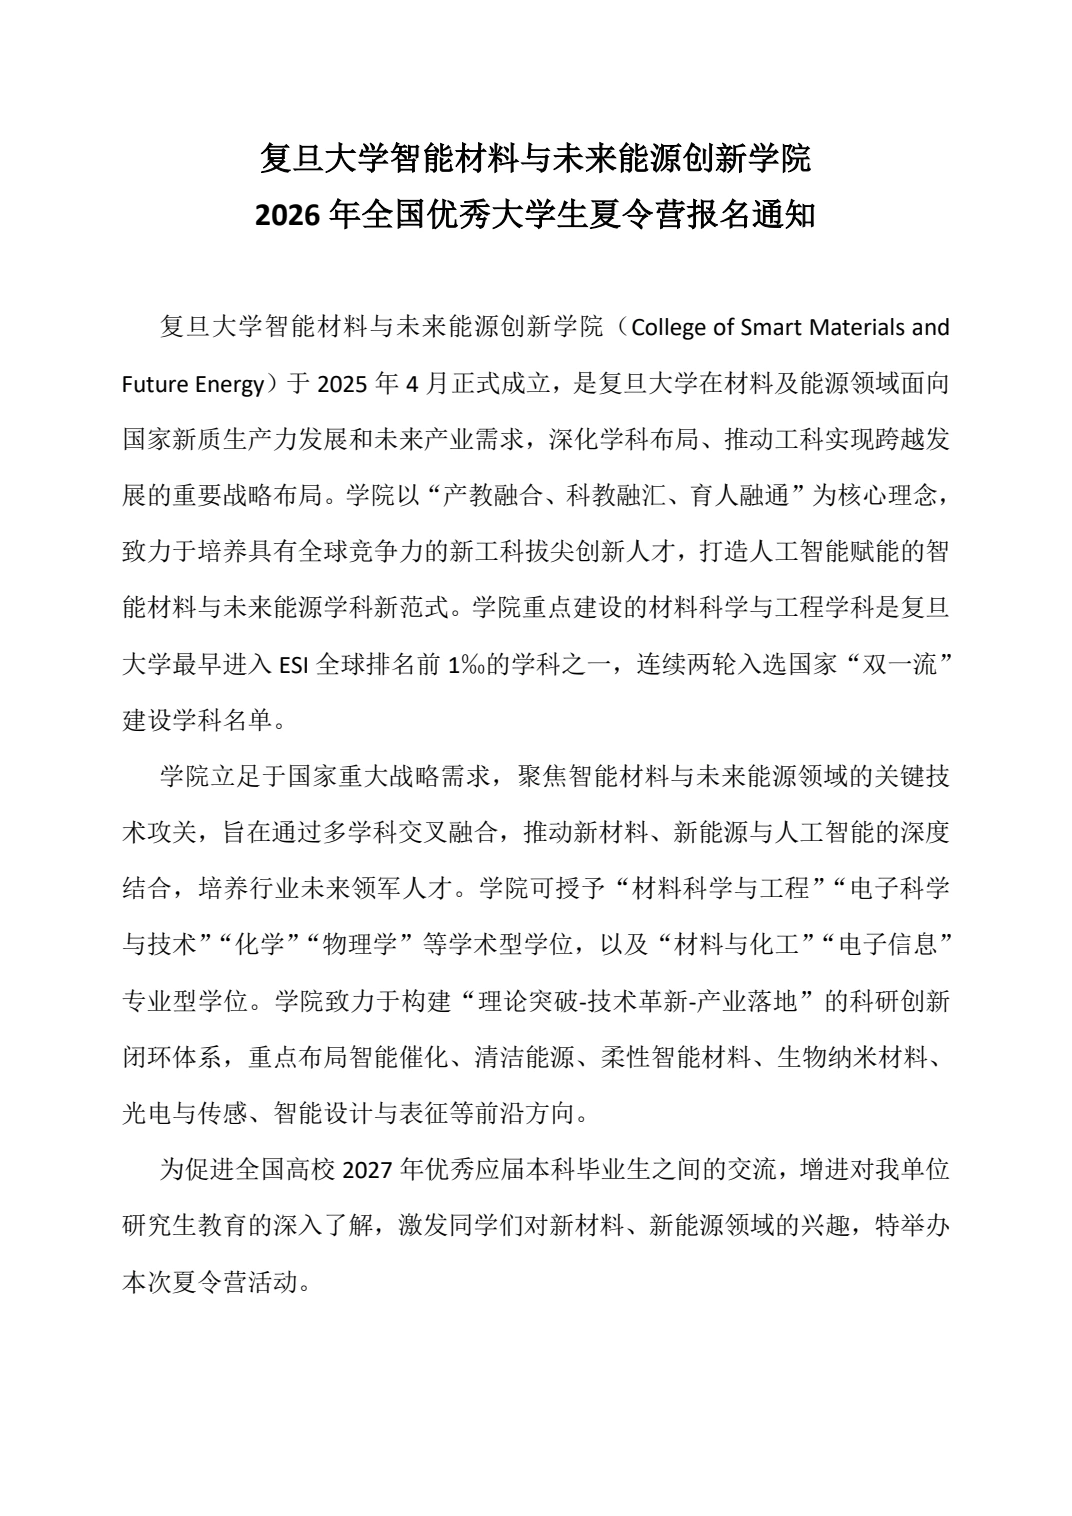 复旦大学智能材料与未来能源创新学院
2026 年全国优秀大学生夏令营报名通知
复旦大学智能材料与未来能源创新学院（College of Smart Materials and
Future Energy）于 2025 年 4 月正式成立，是复旦大学在材料及能源领域面向
国家新质生产力发展和未来产业需求，深化学科布局、推动工科实现跨越发
展的重要战略布局。学院以“产教融合、科教融汇、育人融通”为核心理念，
致力于培养具有全球竞争力的新工科拔尖创新人才，打造人工智能赋能的智
能材料与未来能源学科新范式。学院重点建设的材料科学与工程学科是复旦
大学最早进入 ESI 全球排名前 1‰的学科之一，连续两轮入选国家“双一流”
建设学科名单。
学院立足于国家重大战略需求，聚焦智能材料与未来能源领域的关键技
术攻关，旨在通过多学科交叉融合，推动新材料、新能源与人工智能的深度
结合，培养行业未来领军人才。学院可授予“材料科学与工程”“电子科学
与技术”“化学”“物理学”等学术型学位，以及“材料与化工”“电子信息”
专业型学位。学院致力于构建“理论突破-技术革新-产业落地”的科研创新
闭环体系，重点布局智能催化、清洁能源、柔性智能材料、生物纳米材料、
光电与传感、智能设计与表征等前沿方向。
为促进全国高校 2027 年优秀应届本科毕业生之间的交流，增进对我单位
研究生教育的深入了解，激发同学们对新材料、新能源领域的兴趣，特举办
本次夏令营活动。